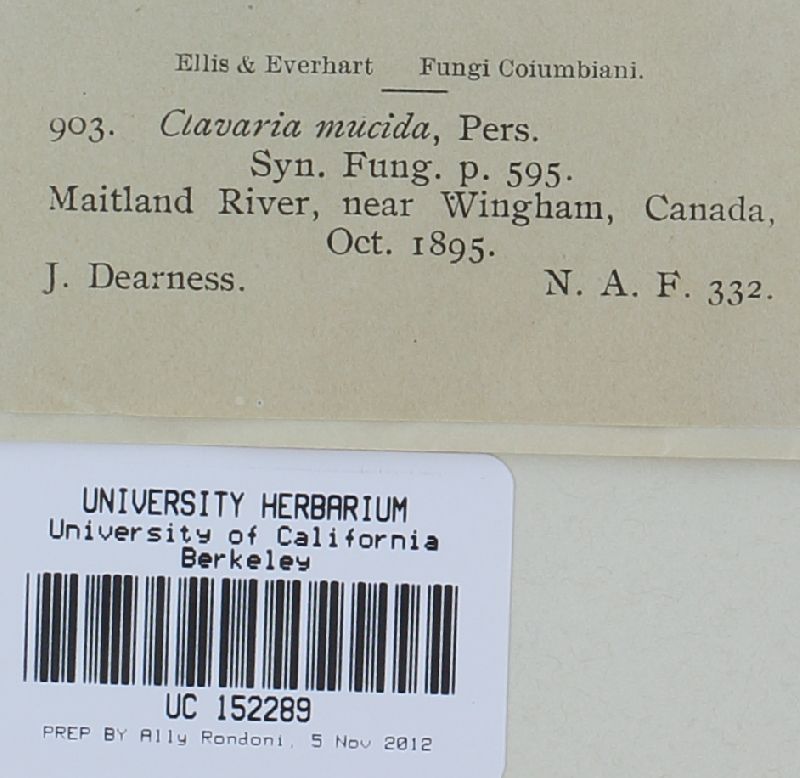 Ellis & Everhart Fungi Coiumbiani.
903. Clavaria mucida, Pers.
Syn. Fung. p. 595.
Maitland River, near Wingham, Canada,
Oct. 1895.
J. Dearness. N. A. F. 332.
UNIVERSITY HERBARIUM
University of California
Berkeley
UC 152289
PREP BY Ally Rondoni, 5 Nov 2012